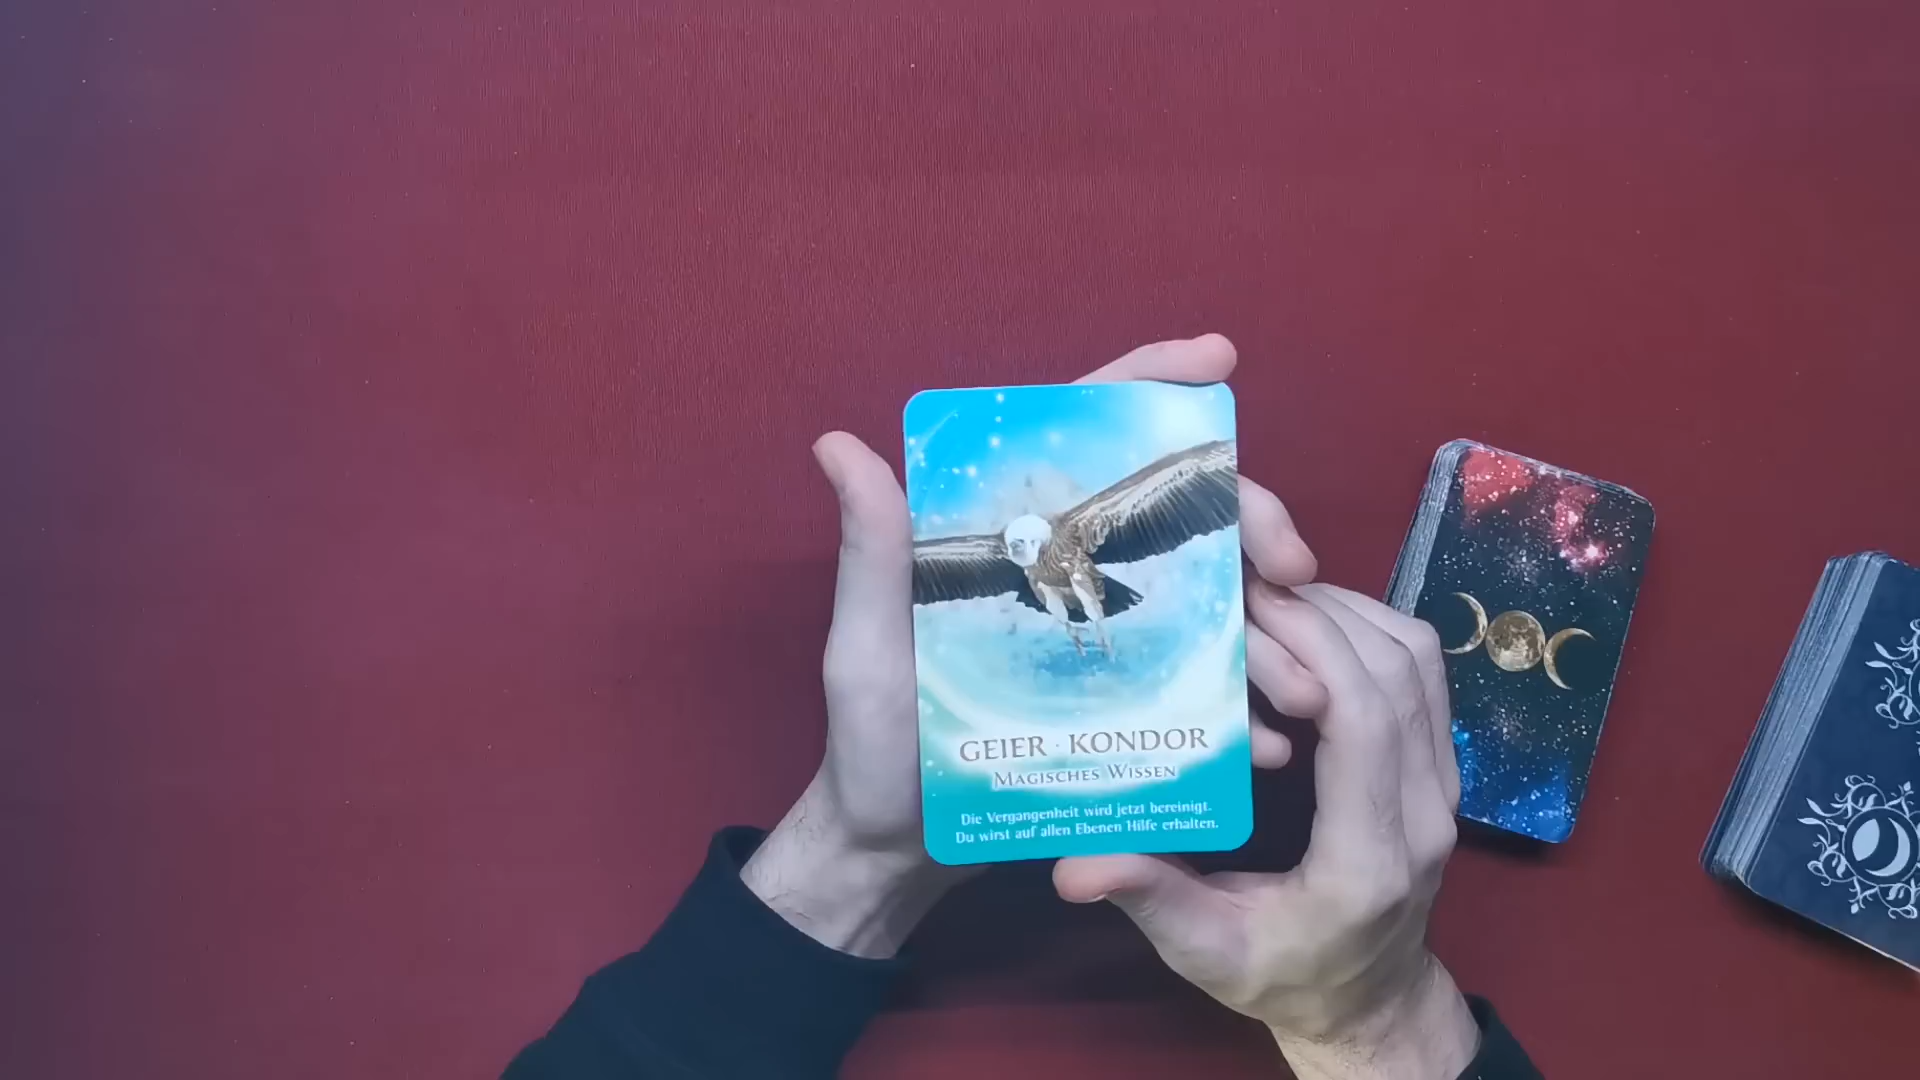 GEIER · KONDOR
MAGISCHES WISSEN
Die Vergangenheit wird jetzt bereinigt.
Du wirst auf allen Ebenen Hilfe erhalten.